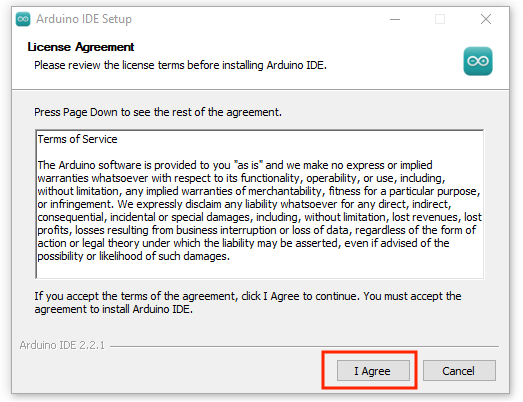 Arduino IDE Setup
License Agreement
Please review the license terms before installing Arduino IDE.
Press Page Down to see the rest of the agreement.
Terms of Service
The Arduino software is provided to you "as is" and we make no express or implied
warranties whatsoever with respect to its functionality, operability, or use, including,
without limitation, any implied warranties of merchantability, fitness for a particular purpose,
or infringement. We expressly disclaim any liability whatsoever for any direct, indirect,
consequential, incidental or special damages, including, without limitation, lost revenues, lost
profits, losses resulting from business interruption or loss of data, regardless of the form of
action or legal theory under which the liability may be asserted, even if advised of the
possibility or likelihood of such damages.
If you accept the terms of the agreement, click I Agree to continue. You must accept the
agreement to install Arduino IDE.
Arduino IDE 2.2.1
I Agree
Cancel